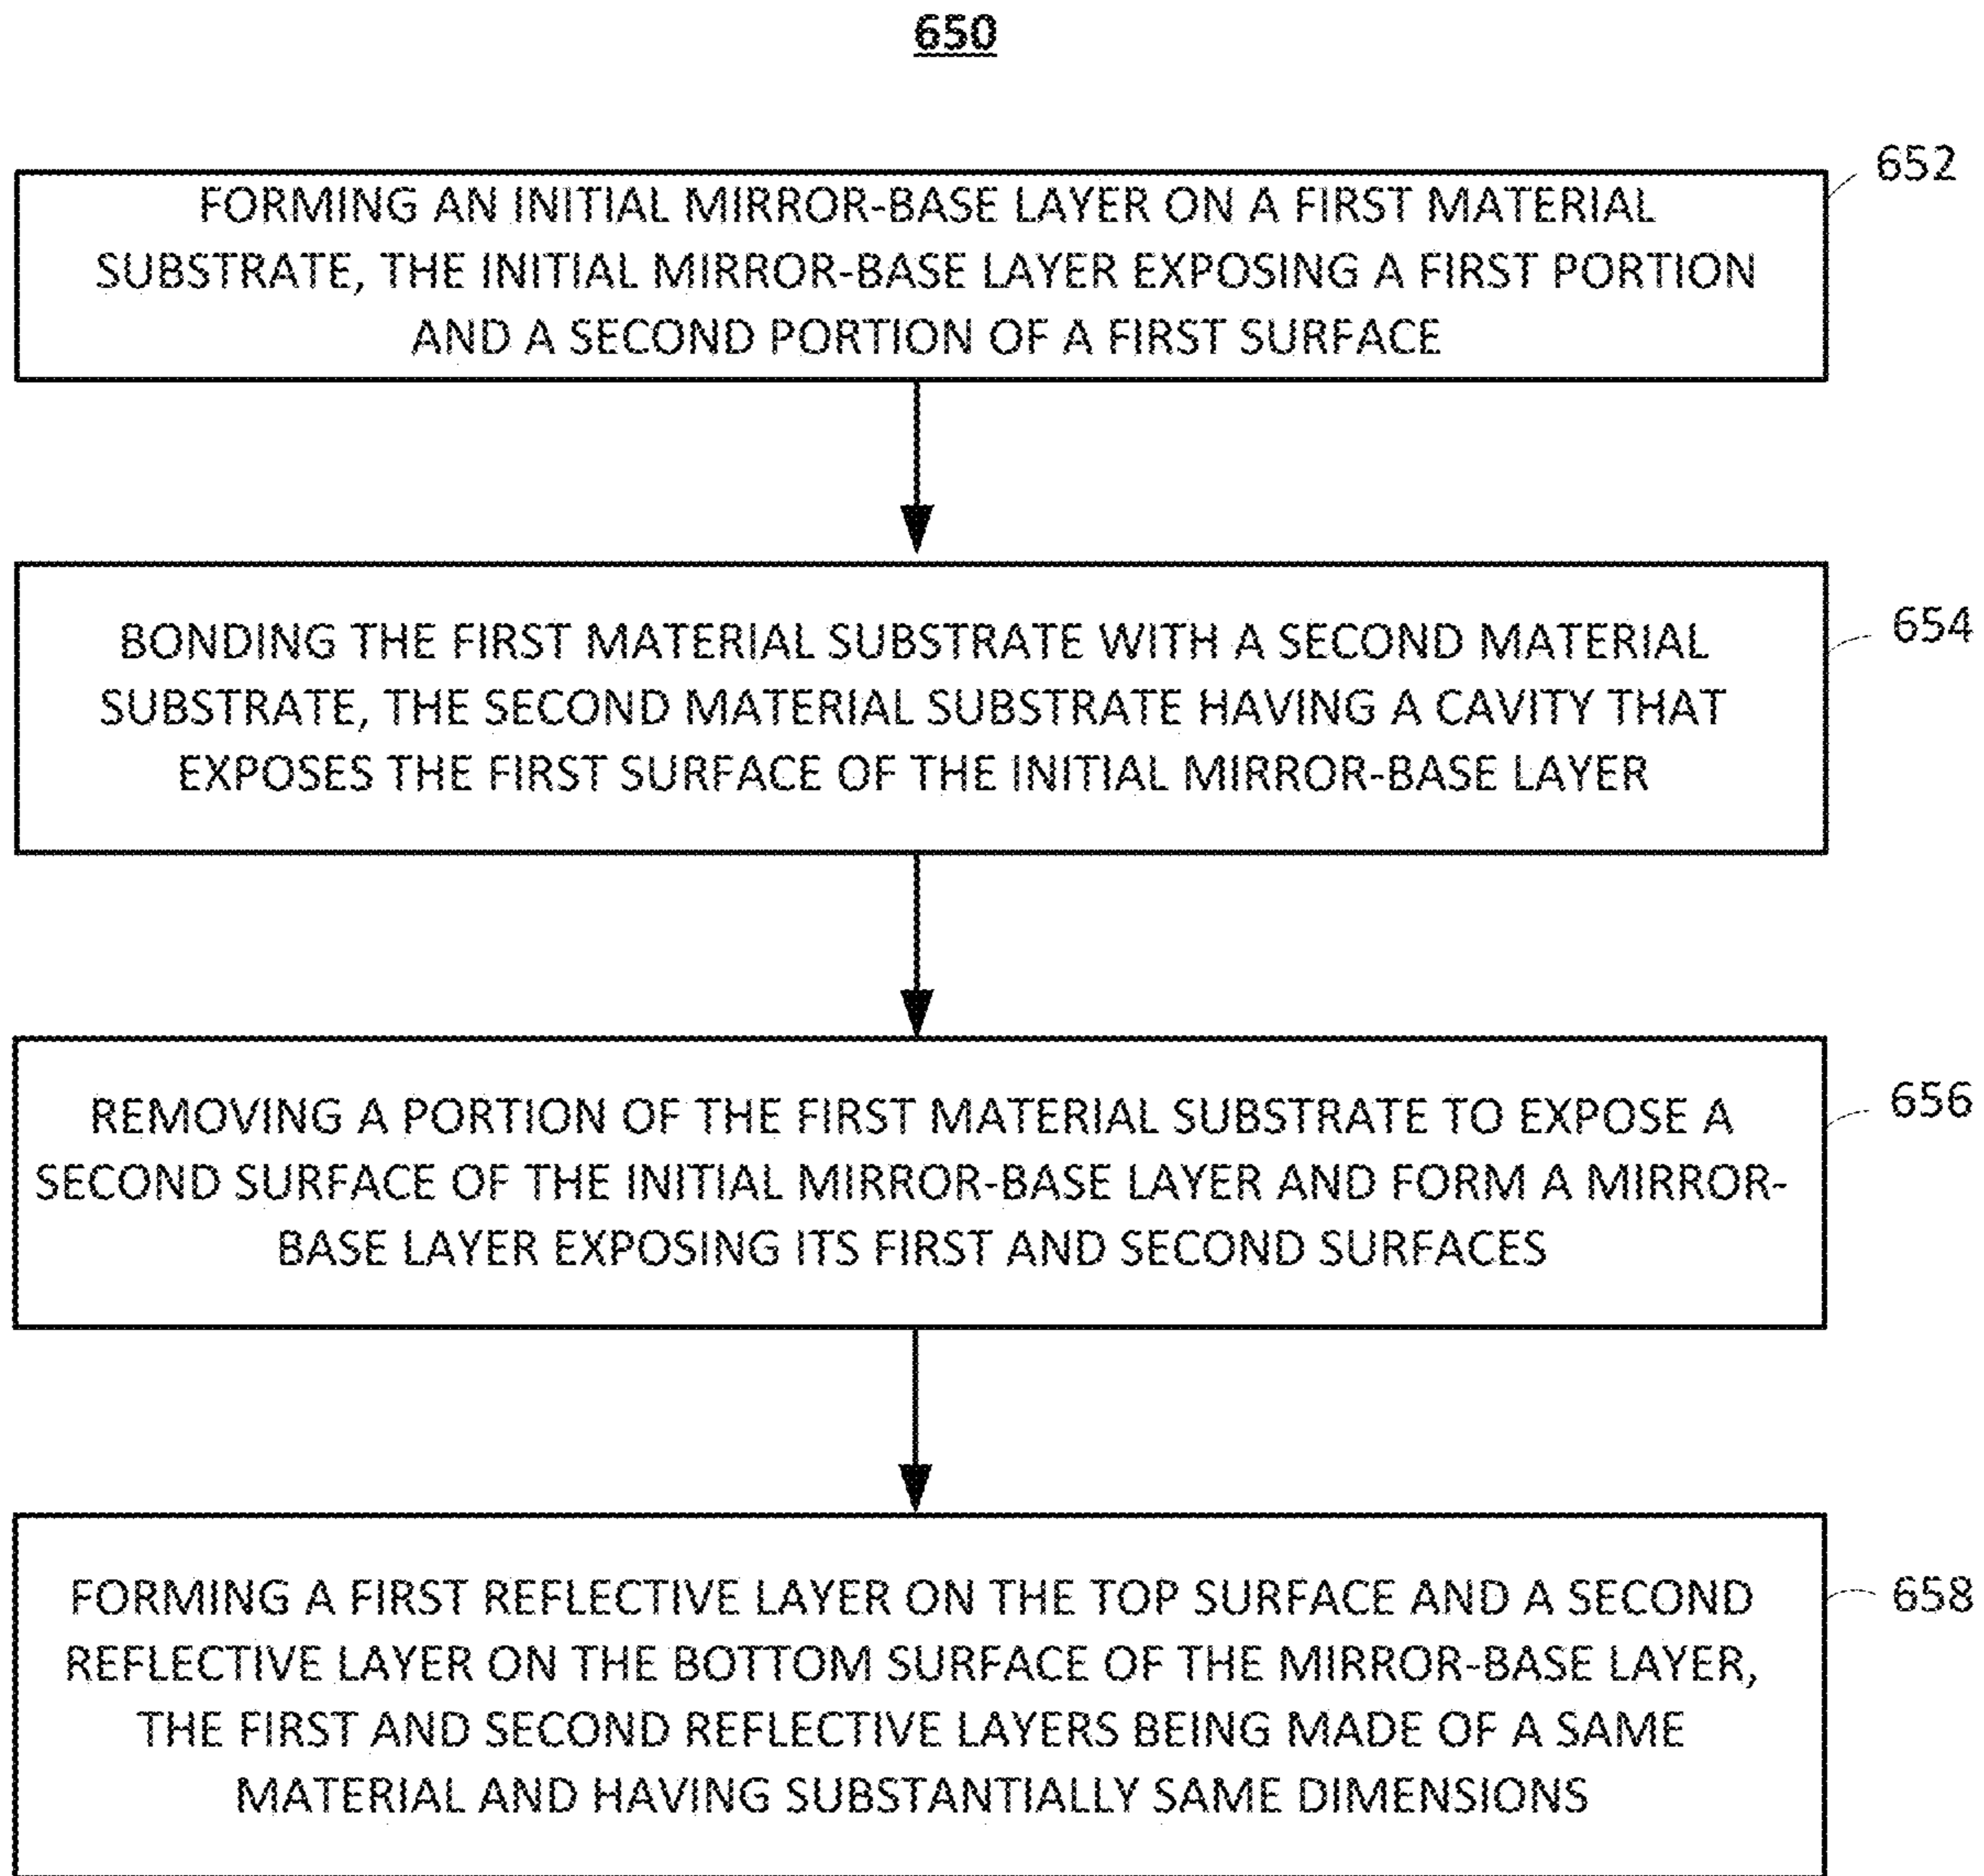 650
652
FORMING AN INITIAL MIRROR-BASE LAYER ON A FIRST MATERIAL
SUBSTRATE, THE INITIAL MIRROR-BASE LAYER EXPOSING A FIRST PORTION
AND A SECOND PORTION OF A FIRST SURFACE
654
BONDING THE FIRST MATERIAL SUBSTRATE WITH A SECOND MATERIAL
SUBSTRATE, THE SECOND MATERIAL SUBSTRATE HAVING A CAVITY THAT
EXPOSES THE FIRST SURFACE OF THE INITIAL MIRROR-BASE LAYER
656
REMOVING A PORTION OF THE FIRST MATERIAL SUBSTRATE TO EXPOSE A
SECOND SURFACE OF THE INITIAL MIRROR-BASE LAYER AND FORM A MIRROR-
BASE LAYER EXPOSING ITS FIRST AND SECOND SURFACES
658
FORMING A FIRST REFLECTIVE LAYER ON THE TOP SURFACE AND A SECOND
REFLECTIVE LAYER ON THE BOTTOM SURFACE OF THE MIRROR-BASE LAYER,
THE FIRST AND SECOND REFLECTIVE LAYERS BEING MADE OF A SAME
MATERIAL AND HAVING SUBSTANTIALLY SAME DIMENSIONS